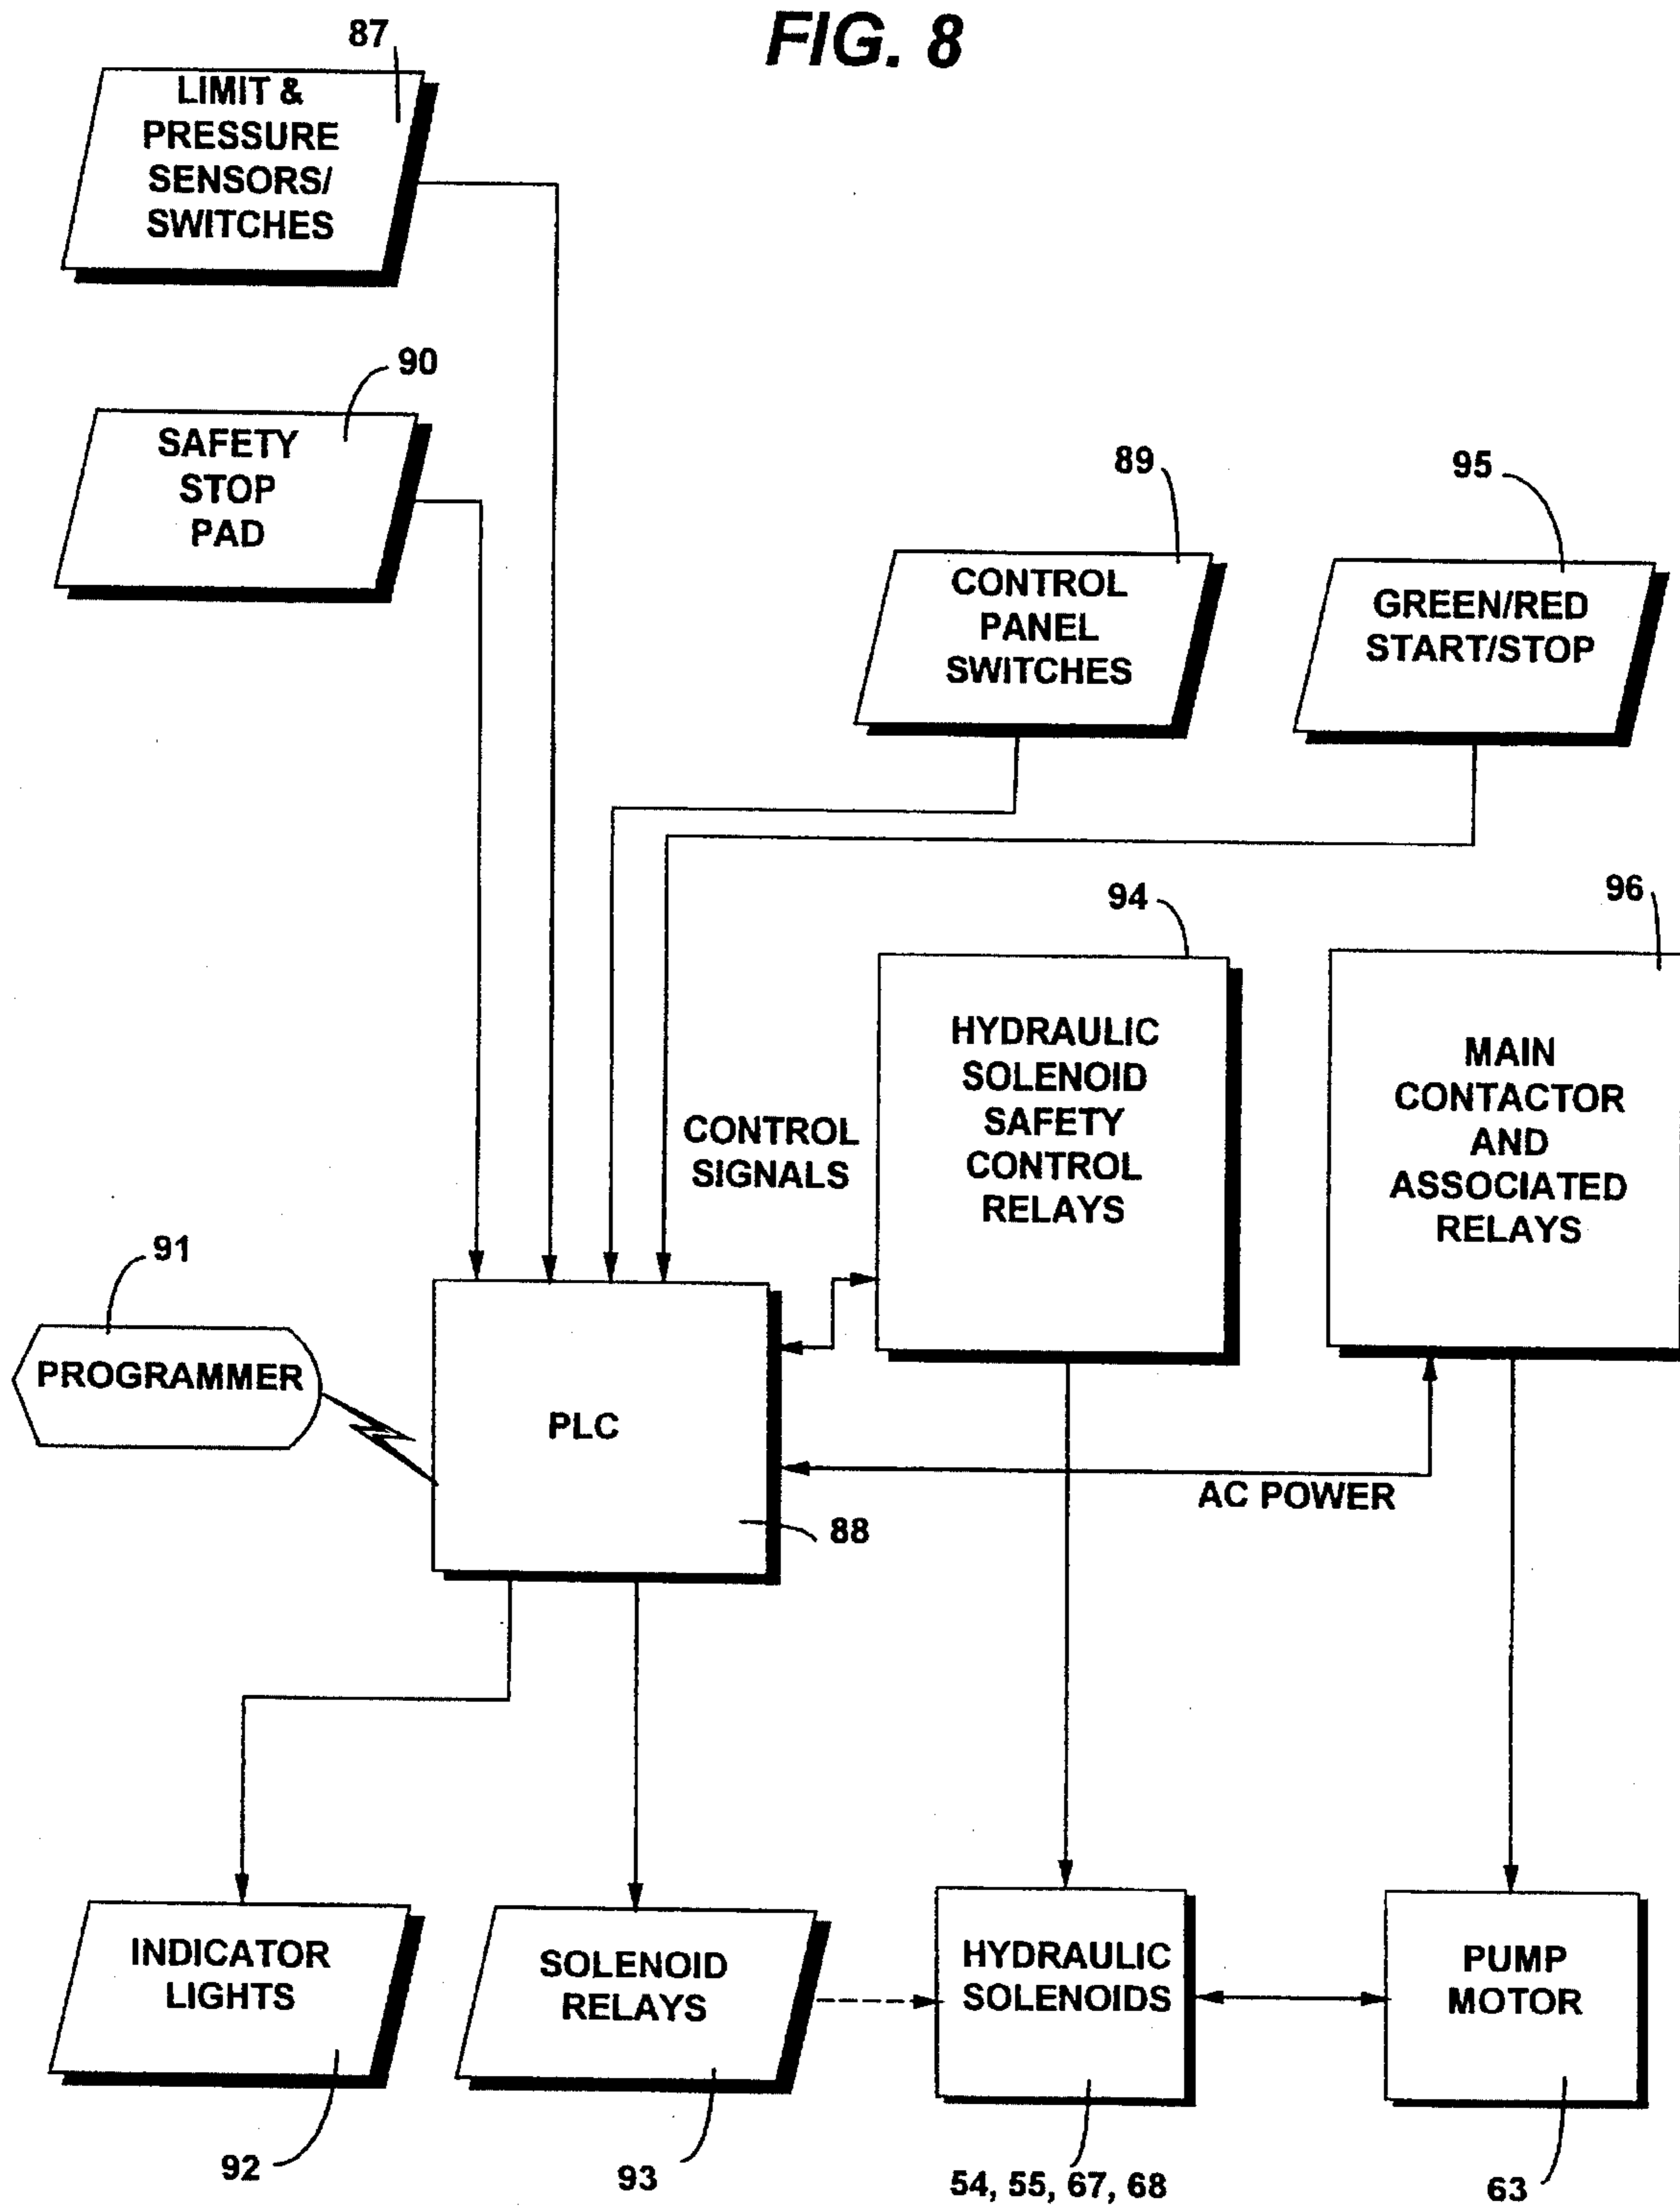 FIG. 8
87
LIMIT &
PRESSURE
SENSORS/
SWITCHES
90
SAFETY
STOP
PAD
89
CONTROL
PANEL
SWITCHES
95
GREEN/RED
START/STOP
94
HYDRAULIC
SOLENOID
SAFETY
CONTROL
RELAYS
96
MAIN
CONTACTOR
AND
ASSOCIATED
RELAYS
CONTROL
SIGNALS
91
PROGRAMMER
PLC
88
AC POWER
INDICATOR
LIGHTS
92
SOLENOID
RELAYS
93
HYDRAULIC
SOLENOIDS
54, 55, 67, 68
PUMP
MOTOR
63